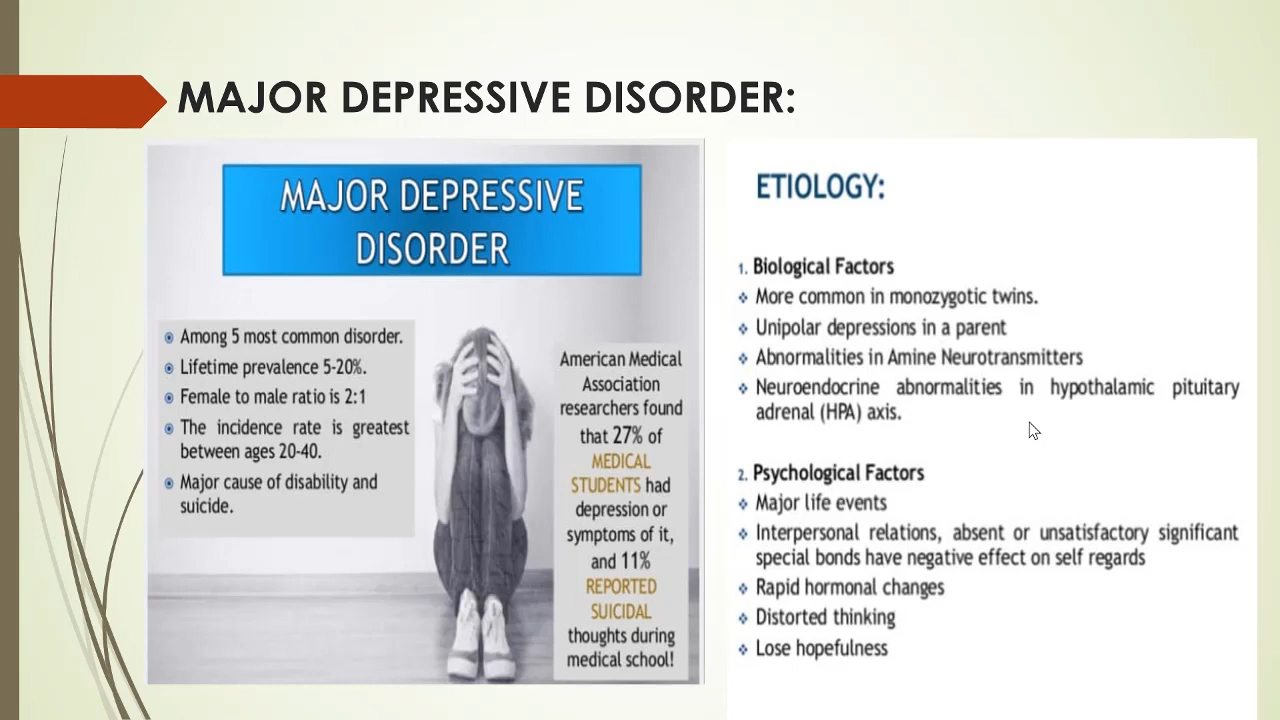 MAJOR DEPRESSIVE DISORDER:
MAJOR DEPRESSIVE
DISORDER
Among 5 most common disorder.
Lifetime prevalence 5-20%.
Female to male ratio is 2:1
The incidence rate is greatest
between ages 20-40.
Major cause of disability and
suicide.
American Medical
Association
researchers found
that 27% of
MEDICAL
STUDENTS had
depression or
symptoms of it,
and 11%
REPORTED
SUICIDAL
thoughts during
medical school!
ETIOLOGY:
1. Biological Factors
More common in monozygotic twins.
Unipolar depressions in a parent
Abnormalities in Amine Neurotransmitters
Neuroendocrine abnormalities in hypothalamic pituitary
adrenal (HPA) axis.
2. Psychological Factors
Major life events
Interpersonal relations, absent or unsatisfactory significant
special bonds have negative effect on self regards
Rapid hormonal changes
Distorted thinking
Lose hopefulness